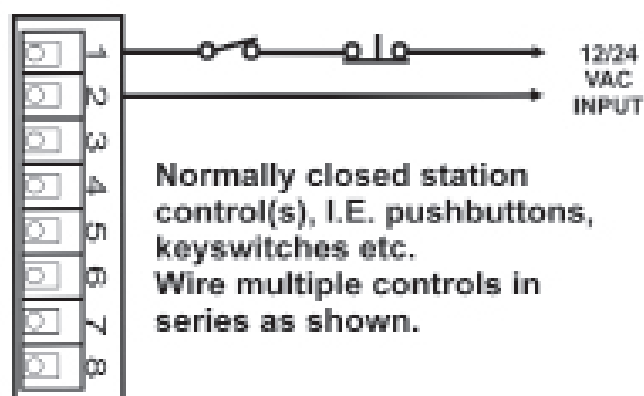 1
12/24
VAC
INPUT
2
3
4
5
6
7
8
Normally closed station
control(s), I.E. pushbuttons,
keyswitches etc.
Wire multiple controls in
series as shown.